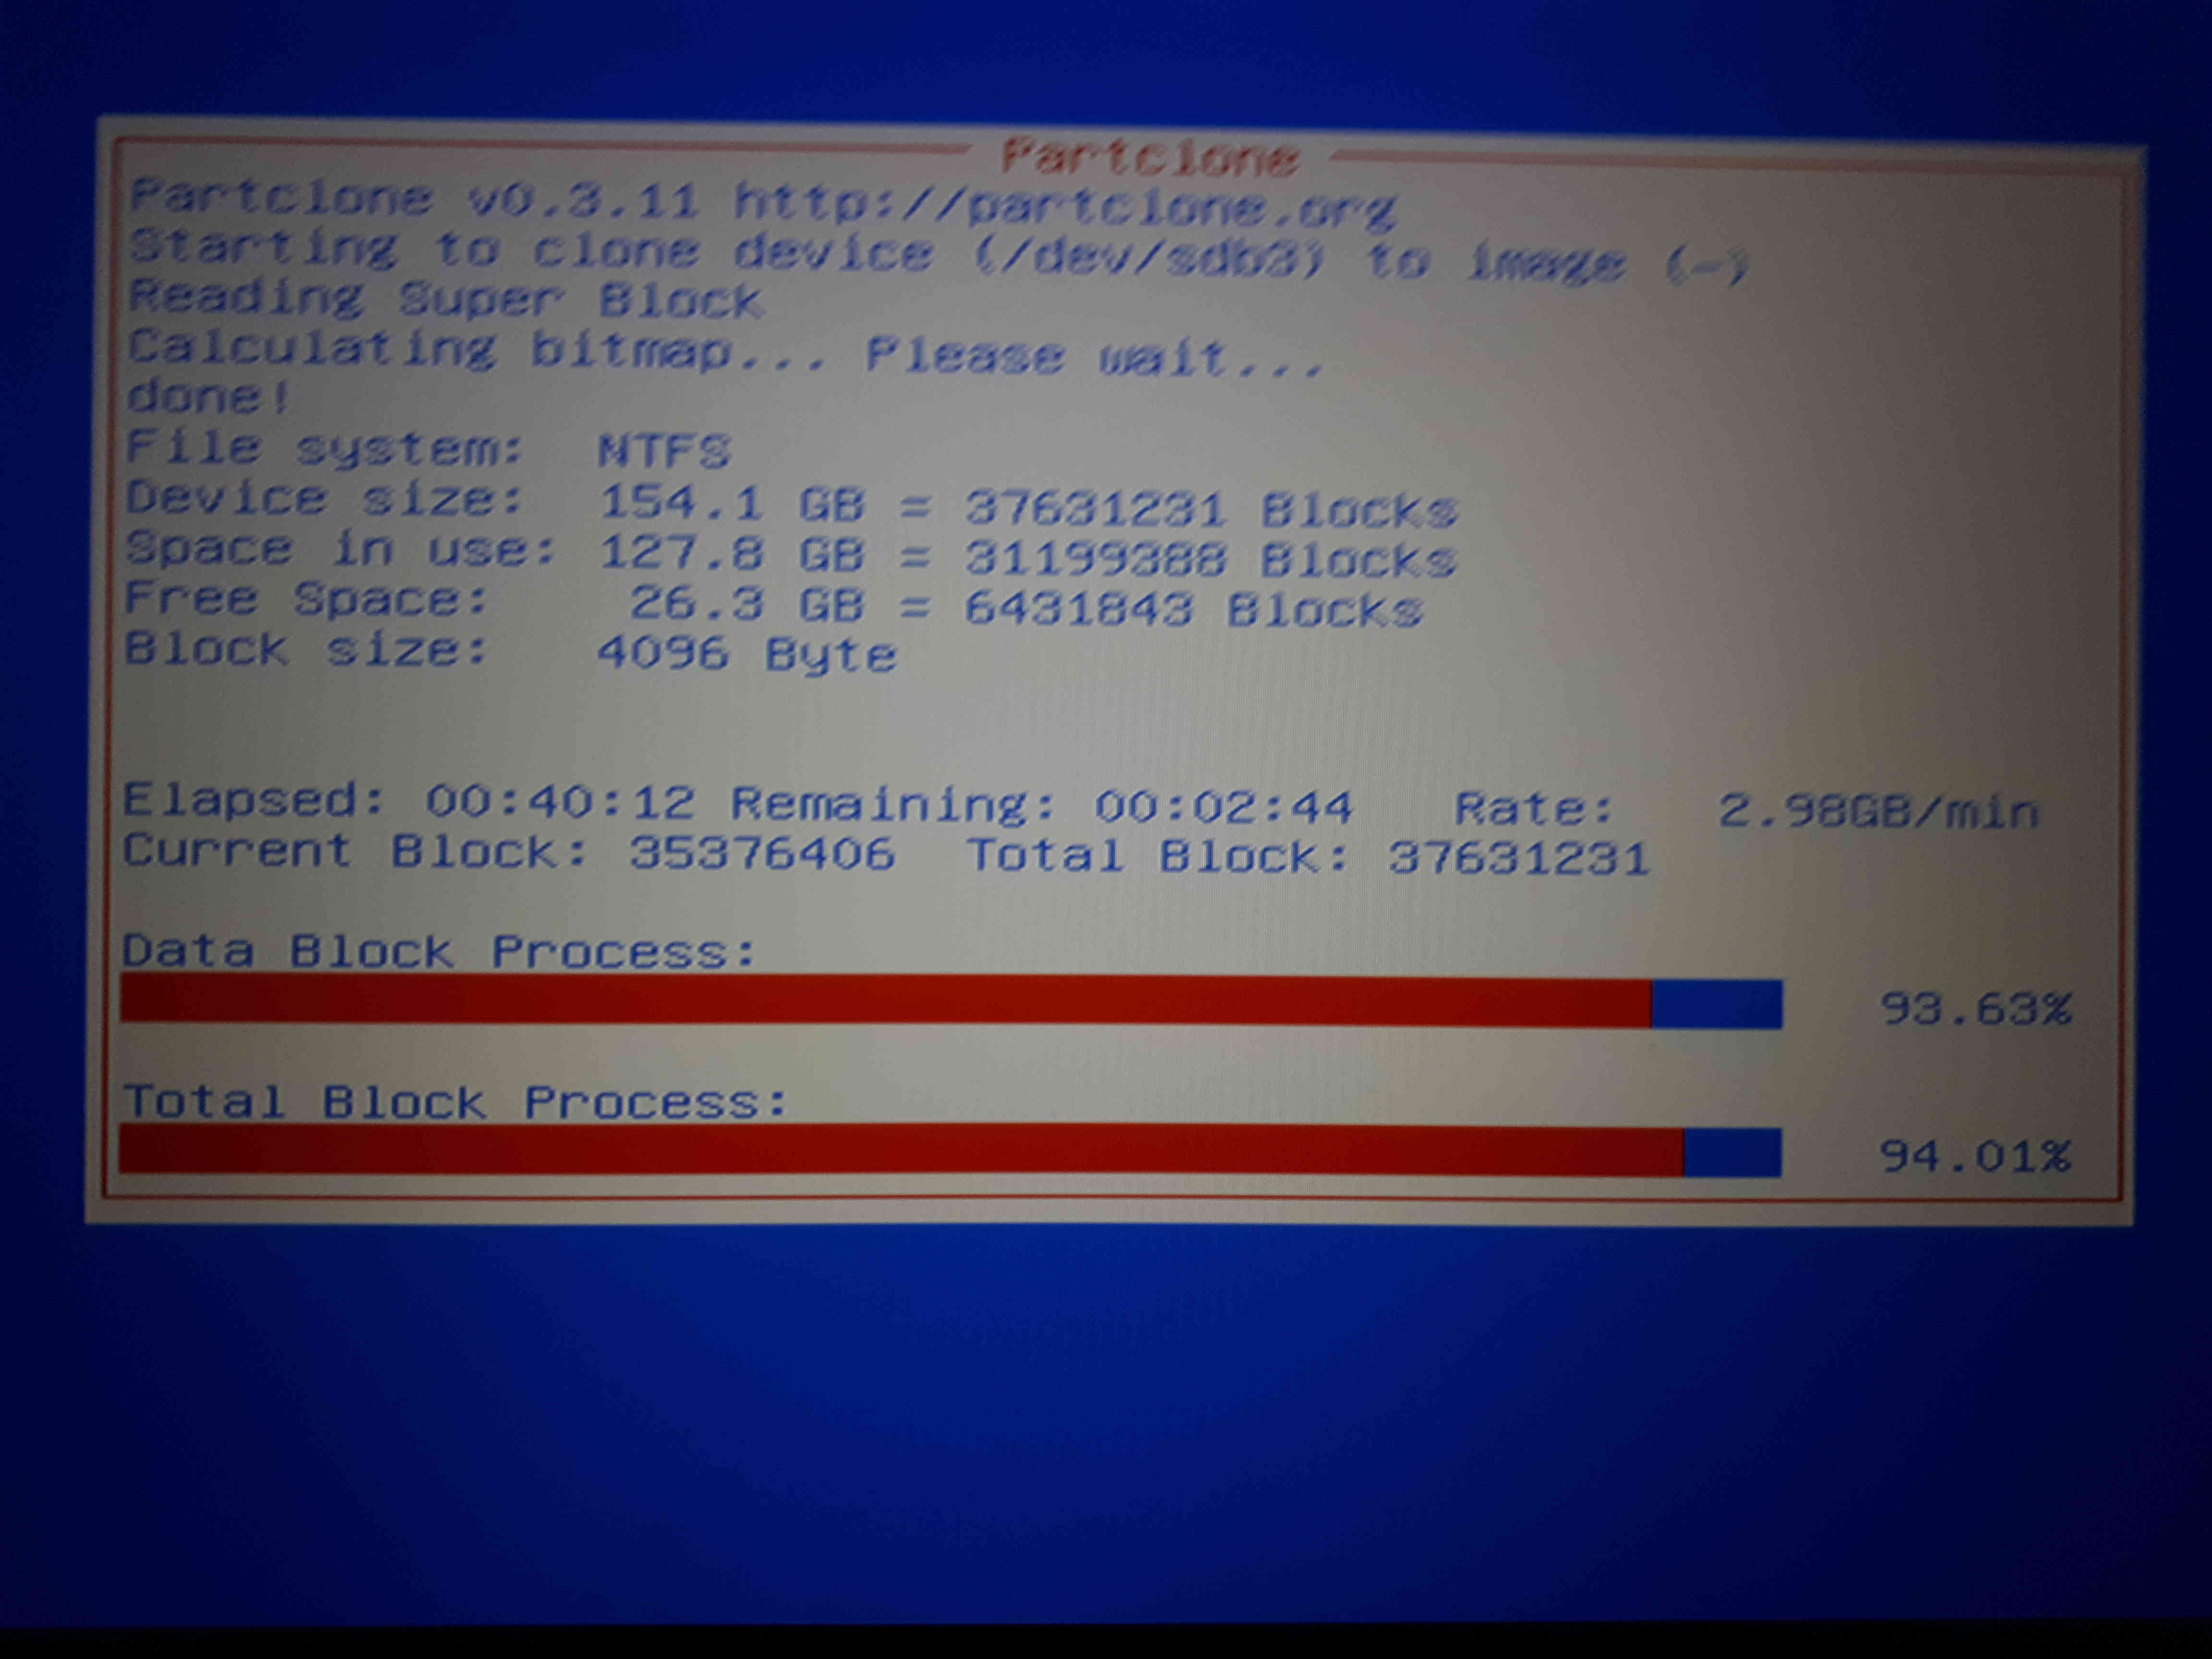 Partclone
Partclone v0.3.11 http://partclone.org
Starting to clone device (/dev/sdb3) to image (-)
Reading Super Block
Calculating bitmap... Please wait...
done!
File system: NTFS
Device size: 154.1 GB = 37631231 Blocks
Space in use: 127.8 GB = 31199388 Blocks
Free Space: 26.3 GB = 6431843 Blocks
Block size: 4096 Byte
Elapsed: 00:40:12 Remaining: 00:02:44 Rate: 2.98GB/min
Current Block: 35376406 Total Block: 37631231
Data Block Process:
93.63%
Total Block Process:
94.01%